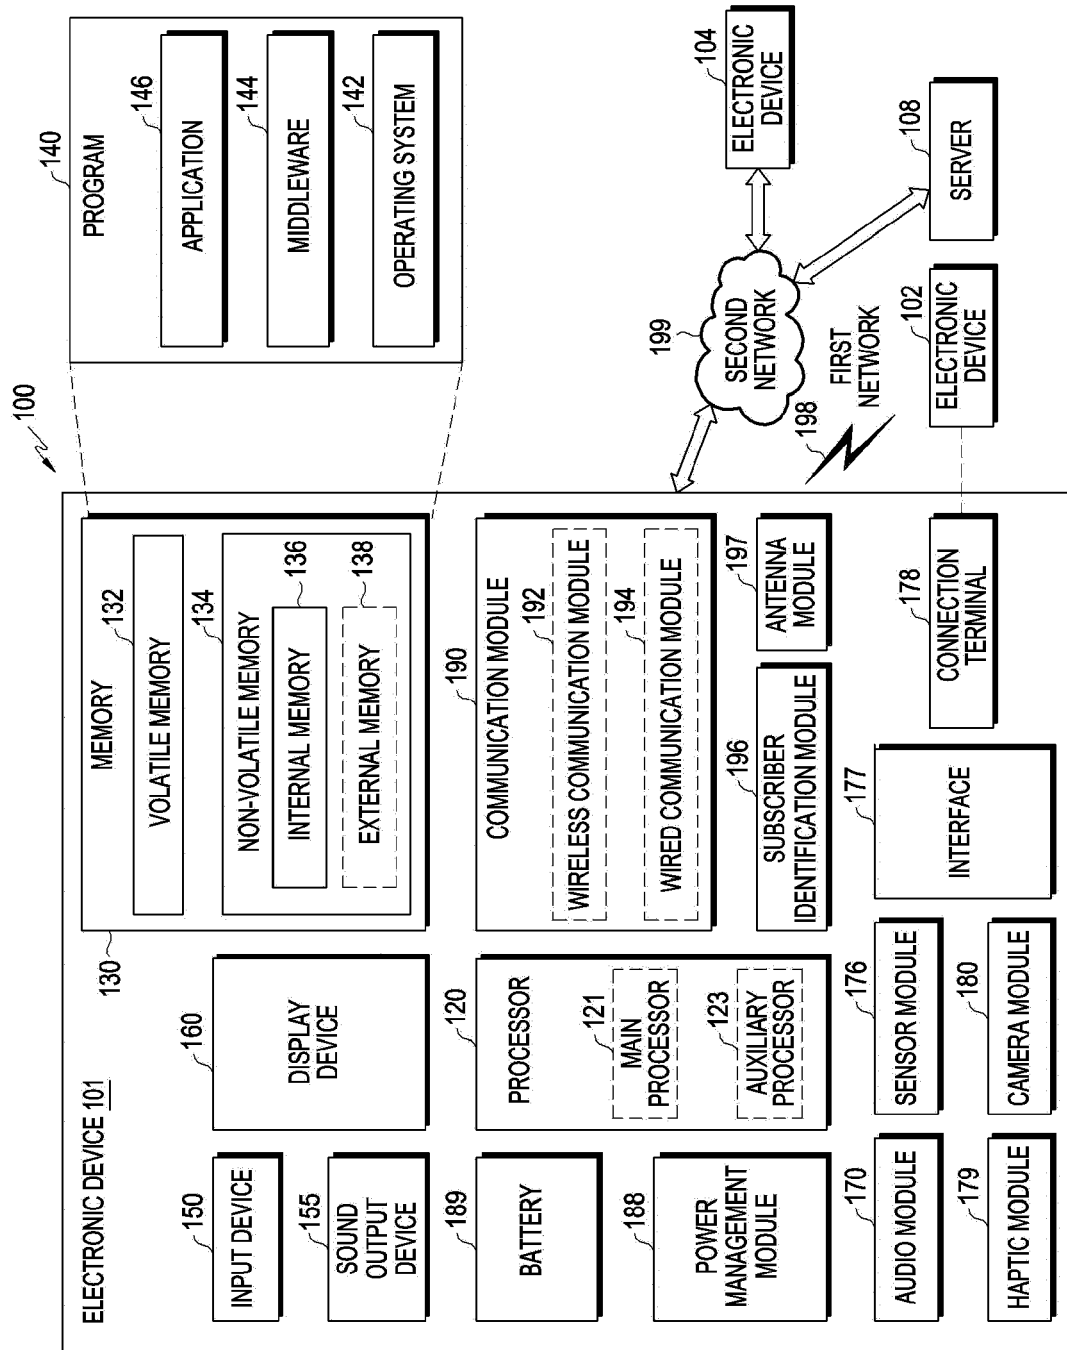 100
ELECTRONIC DEVICE 101
150
INPUT DEVICE
155
SOUND
OUTPUT
DEVICE
189
BATTERY
188
POWER
MANAGEMENT
MODULE
170
AUDIO MODULE
179
HAPTIC MODULE
160
DISPLAY
DEVICE
120
PROCESSOR
121
MAIN
PROCESSOR
123
AUXILIARY
PROCESSOR
176
SENSOR MODULE
180
CAMERA MODULE
130
MEMORY
132
VOLATILE MEMORY
134
NON-VOLATILE MEMORY
136
INTERNAL MEMORY
138
EXTERNAL MEMORY
190
COMMUNICATION MODULE
192
WIRELESS COMMUNICATION MODULE
194
WIRED COMMUNICATION MODULE
196
SUBSCRIBER
IDENTIFICATION MODULE
197
ANTENNA
MODULE
177
INTERFACE
178
CONNECTION
TERMINAL
140
PROGRAM
146
APPLICATION
144
MIDDLEWARE
142
OPERATING SYSTEM
199
SECOND
NETWORK
198
FIRST
NETWORK
104
ELECTRONIC
DEVICE
108
SERVER
102
ELECTRONIC
DEVICE